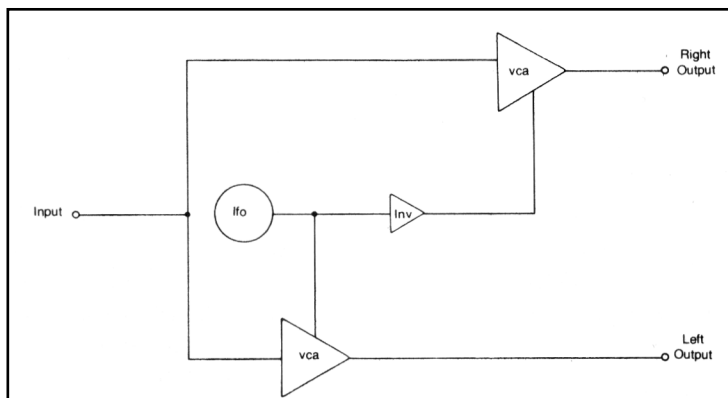 Right
Output
vca
Input
lfo
Inv
vca
Left
Output